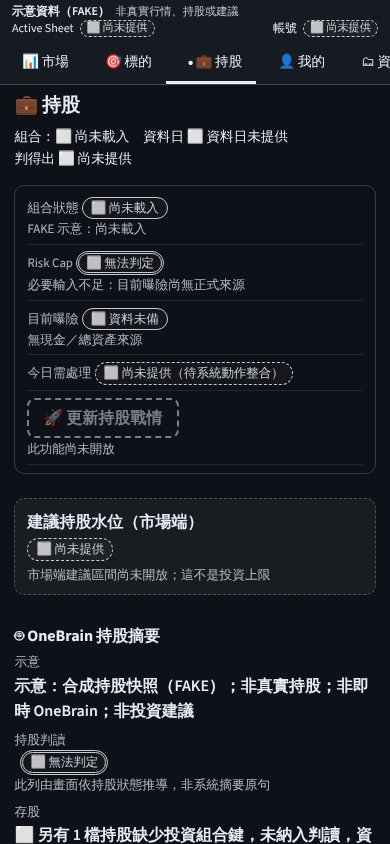 示意資料（FAKE） 非真實行情、持股或建議
Active Sheet ⬜ 尚未提供 帳號 ⬜ 尚未提供
📊 市場 🎯 標的 ● 💼 持股 👤 我的 🗂 資
💼 持股
組合：⬜ 尚未載入 資料日 ⬜ 資料日未提供
判得出 ⬜ 尚未提供
組合狀態 ⬜ 尚未載入
FAKE 示意：尚未載入
Risk Cap ⬜ 無法判定
必要輸入不足：目前曝險尚無正式來源
目前曝險 ⬜ 資料未備
無現金／總資產來源
今日需處理 ⬜ 尚未提供（待系統動作整合）
🚀 更新持股戰情
此功能尚未開放
建議持股水位（市場端）
⬜ 尚未提供
市場端建議區間尚未開放；這不是投資上限
OneBrain 持股摘要
示意
示意：合成持股快照（FAKE）；非真實持股；非即
時 OneBrain；非投資建議
持股判讀
⬜ 無法判定
此列由畫面依持股狀態推導，非系統摘要原句
存股
⬜ 另有 1 檔持股缺少投資組合鍵，未納入判讀，資